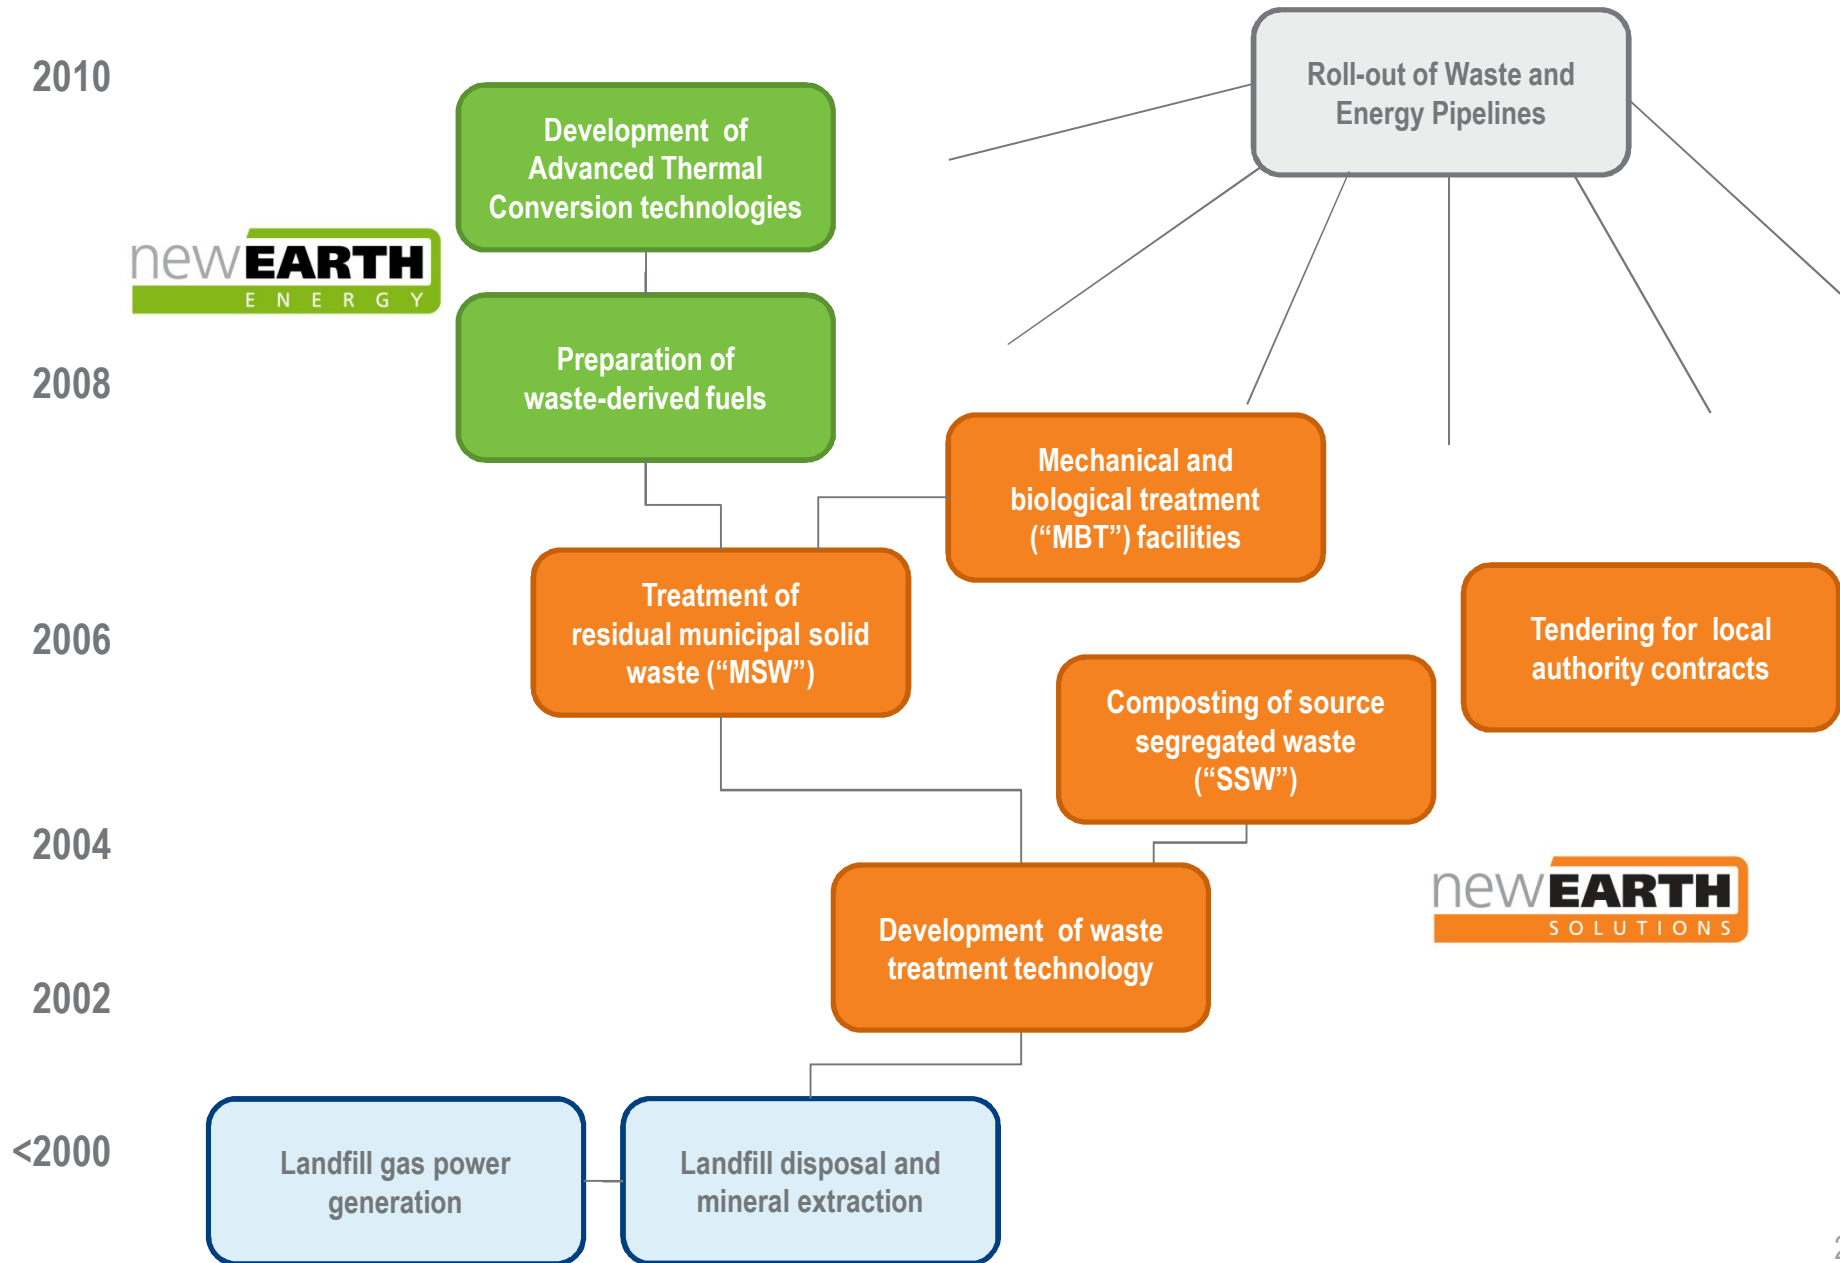 2010
Roll-out of Waste and
Energy Pipelines
Development of
Advanced Thermal
Conversion technologies
newEARTH
ENERGY
Preparation of
waste-derived fuels
2008
Mechanical and
biological treatment
(“MBT”) facilities
Treatment of
residual municipal solid
waste (“MSW”)
2006
Tendering for local
authority contracts
Composting of source
segregated waste
(“SSW”)
2004
newEARTH
SOLUTIONS
Development of waste
treatment technology
2002
<2000
Landfill gas power
generation
Landfill disposal and
mineral extraction